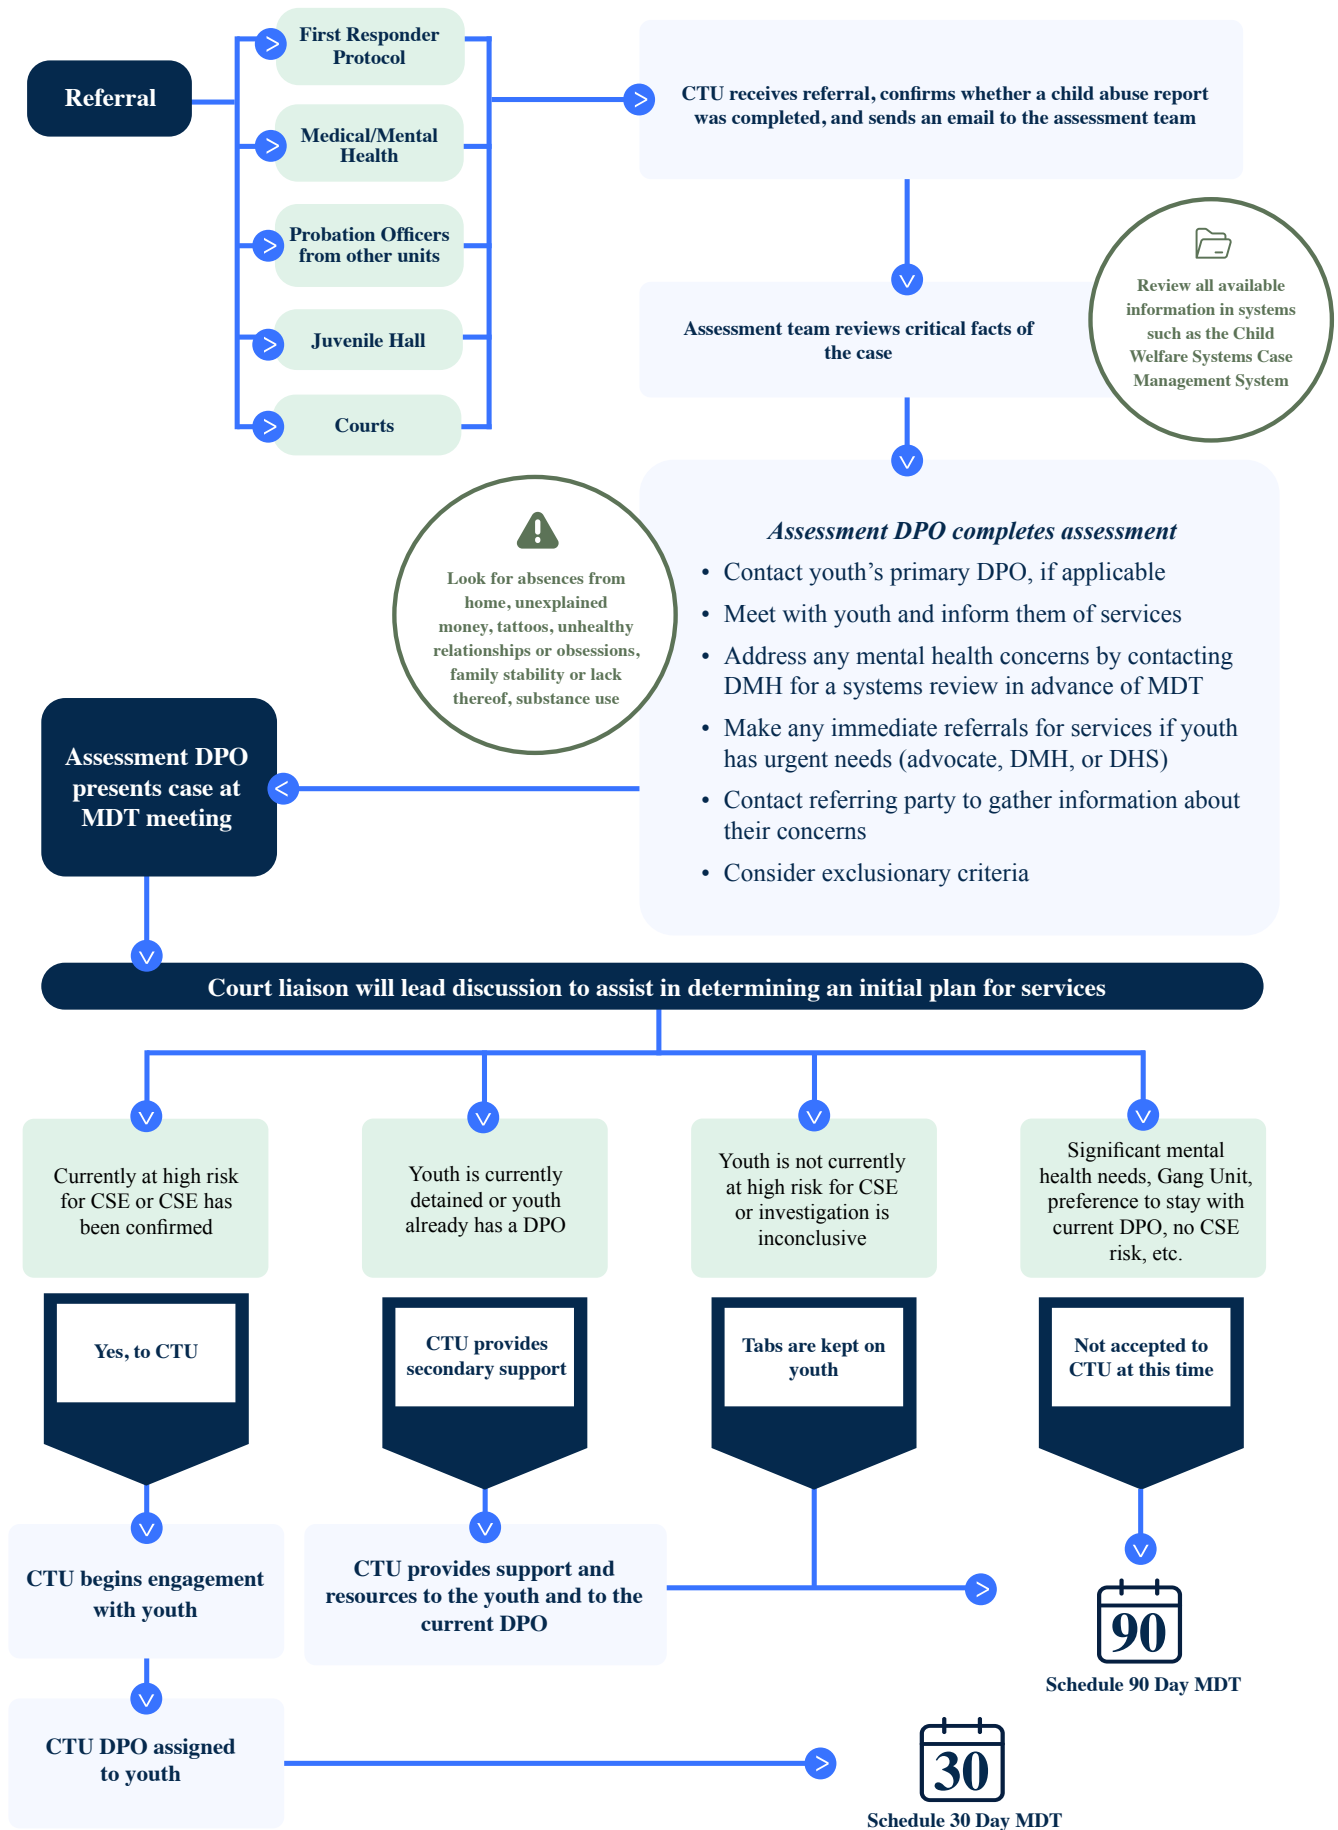 Referral
First Responder
Protocol
Medical/Mental
Health
Probation Officers
from other units
Juvenile Hall
Courts
CTU receives referral, confirms whether a child abuse report
was completed, and sends an email to the assessment team
Assessment team reviews critical facts of
the case
Review all available
information in systems
such as the Child
Welfare Systems Case
Management System
Look for absences from
home, unexplained
money, tattoos, unhealthy
relationships or obsessions,
family stability or lack
thereof, substance use
Assessment DPO completes assessment
• Contact youth’s primary DPO, if applicable
• Meet with youth and inform them of services
• Address any mental health concerns by contacting
DMH for a systems review in advance of MDT
• Make any immediate referrals for services if youth
has urgent needs (advocate, DMH, or DHS)
• Contact referring party to gather information about
their concerns
• Consider exclusionary criteria
Assessment DPO
presents case at
MDT meeting
Court liaison will lead discussion to assist in determining an initial plan for services
Currently at high risk
for CSE or CSE has
been confirmed
Youth is currently
detained or youth
already has a DPO
Youth is not currently
at high risk for CSE
or investigation is
inconclusive
Significant mental
health needs, Gang Unit,
preference to stay with
current DPO, no CSE
risk, etc.
Yes, to CTU
CTU provides
secondary support
Tabs are kept on
youth
Not accepted to
CTU at this time
CTU begins engagement
with youth
CTU provides support and
resources to the youth and to the
current DPO
90
Schedule 90 Day MDT
CTU DPO assigned
to youth
30
Schedule 30 Day MDT